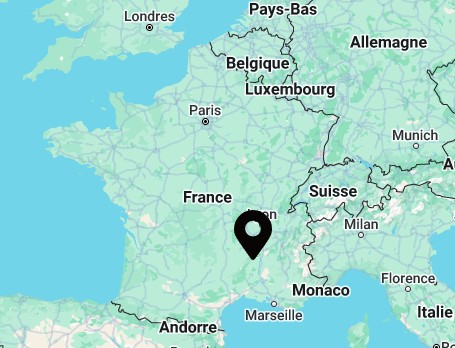 Londres
Pays-Bas
Allemagne
Belgique
Luxembourg
Paris
Munich
Suisse
France
Milan
Florence
Monaco
Marseille
Italie
Andorre